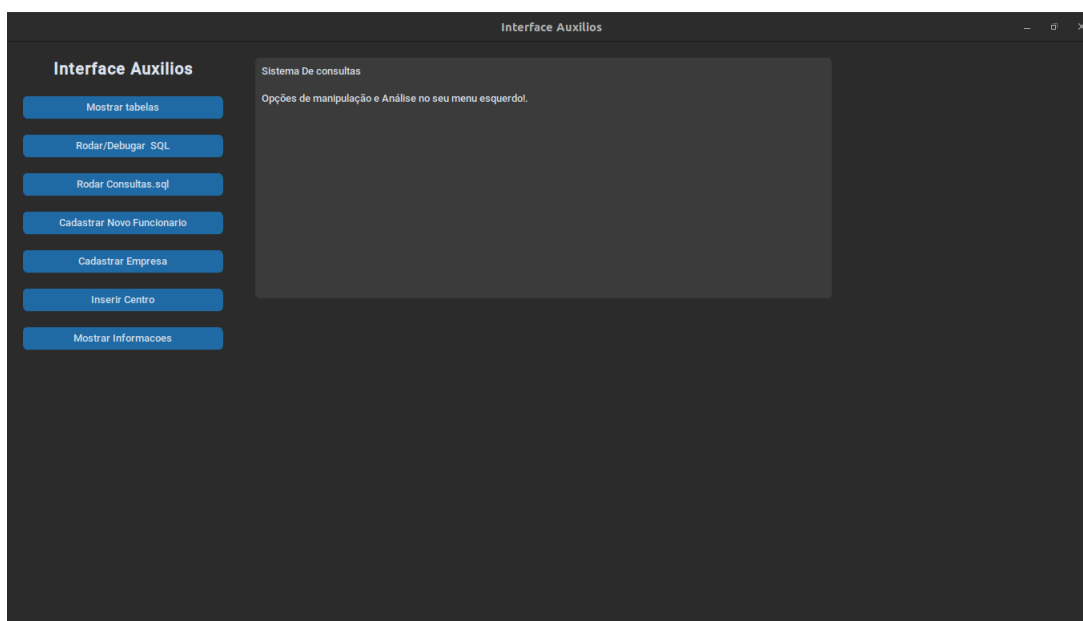 Interface Auxilios
Interface Auxilios
Mostrar tabelas
Rodar/Debugar SQL
Rodar Consultas.sql
Cadastrar Novo Funcionario
Cadastrar Empresa
Inserir Centro
Mostrar Informacoes
Sistema De consultas
Opções de manipulação e Análise no seu menu esquerdo!.